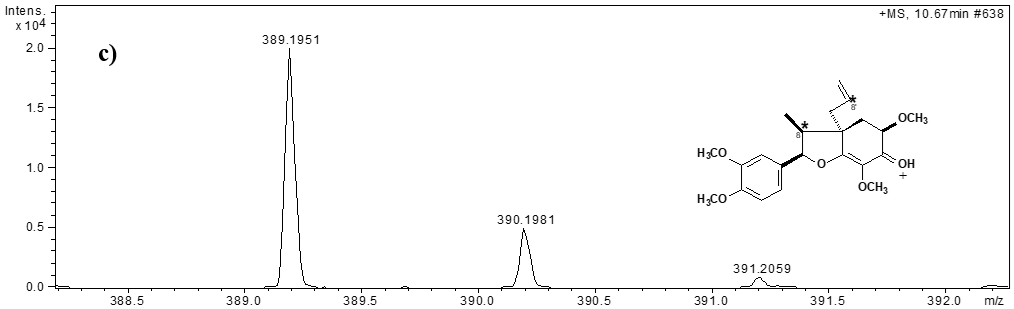 Intens.
x 10⁴
+MS, 10.67min #638
c)
389.1951
390.1981
391.2059
2.0
1.5
1.0
0.5
0.0
388.5
389.0
389.5
390.0
390.5
391.0
391.5
392.0
m/z
*
8'
*
8
OCH₃
H₃CO
H₃CO
O
OCH₃
OH
+